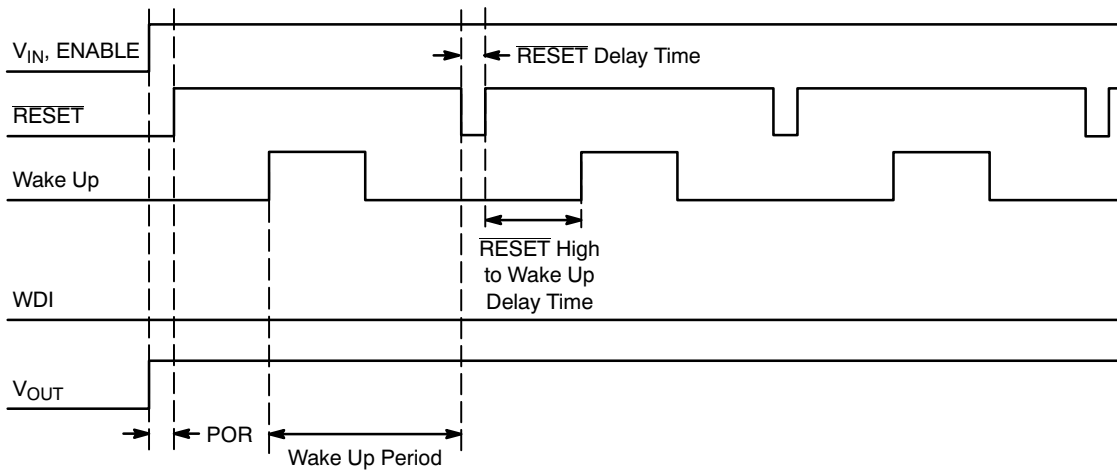 V_IN, ENABLE
RESET Delay Time
RESET
Wake Up
RESET High
to Wake Up
Delay Time
WDI
V_OUT
POR
Wake Up Period